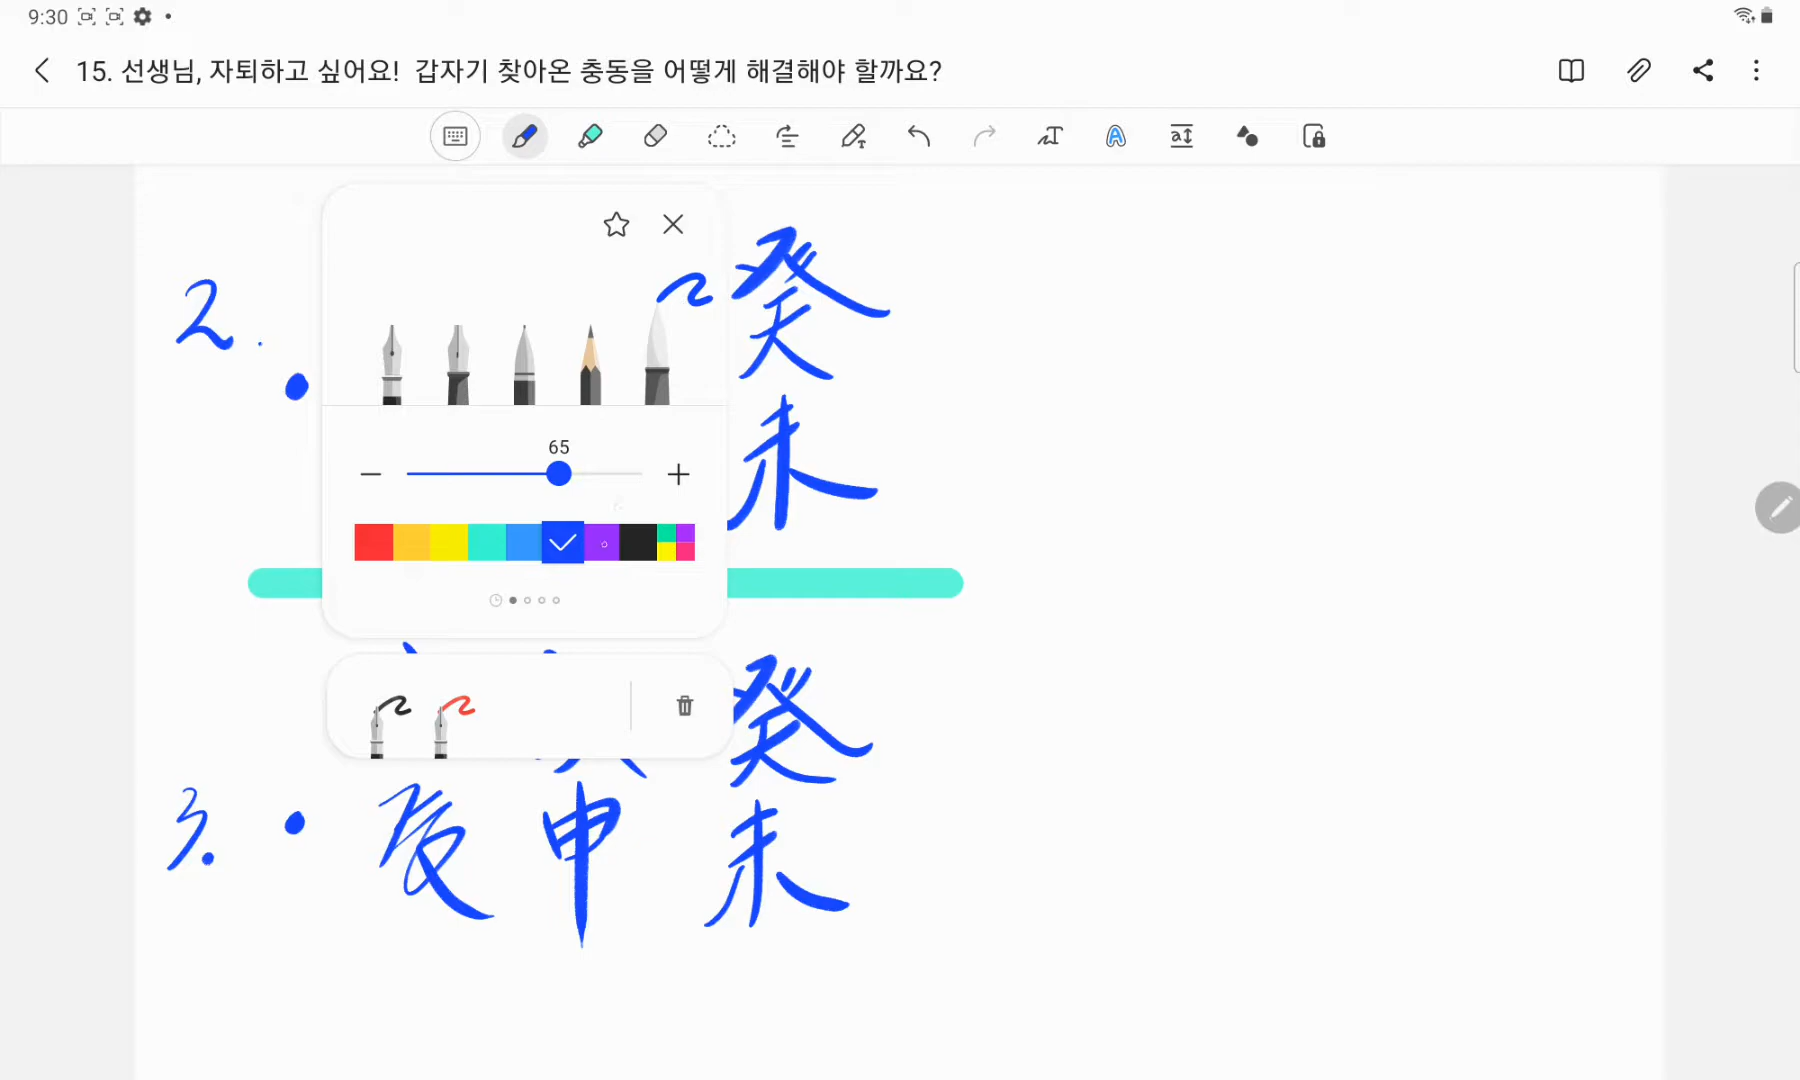 9:30
15. 선생님, 자퇴하고 싶어요! 갑자기 찾아온 충동을 어떻게 해결해야 할까요?
2. 癸
未
65
癸
3. 辰 申 未